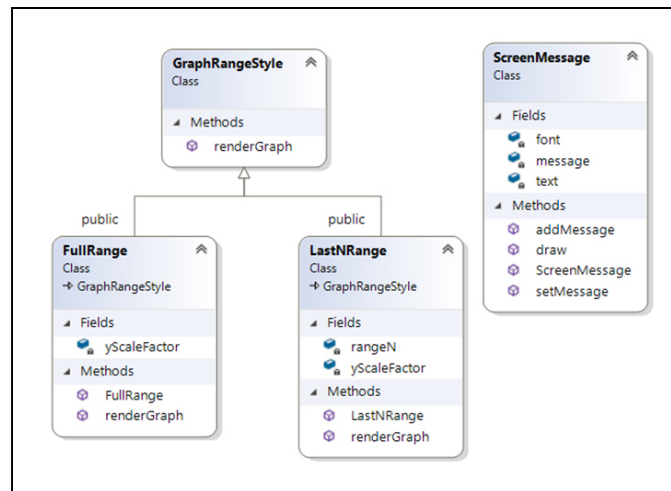 GraphRangeStyle
Class
Methods
renderGraph
ScreenMessage
Class
Fields
font
message
text
Methods
addMessage
draw
ScreenMessage
setMessage
public
public
FullRange
Class
GraphRangeStyle
Fields
yScaleFactor
Methods
FullRange
renderGraph
LastNRange
Class
GraphRangeStyle
Fields
rangeN
yScaleFactor
Methods
LastNRange
renderGraph